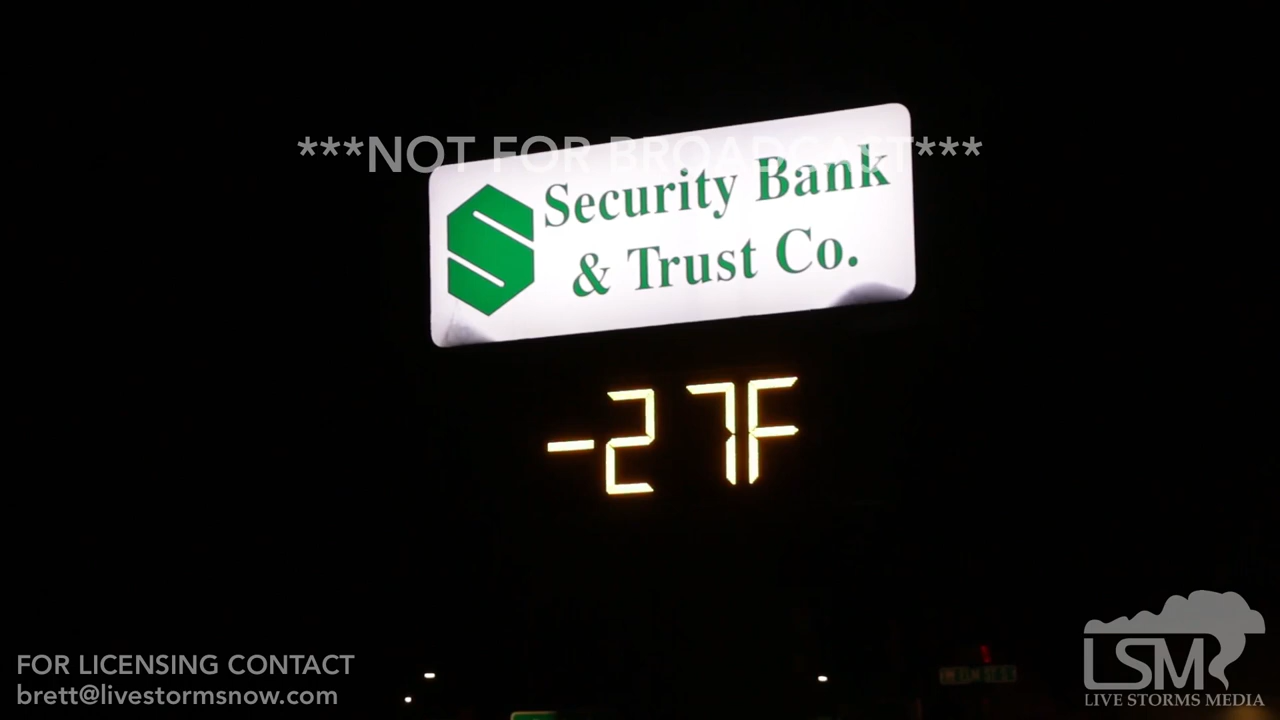 ***NOT FOR BROADCAST***
Security Bank
& Trust Co.
-27F
FOR LICENSING CONTACT
brett@livestormsnow.com
LSM
LIVE STORMS MEDIA